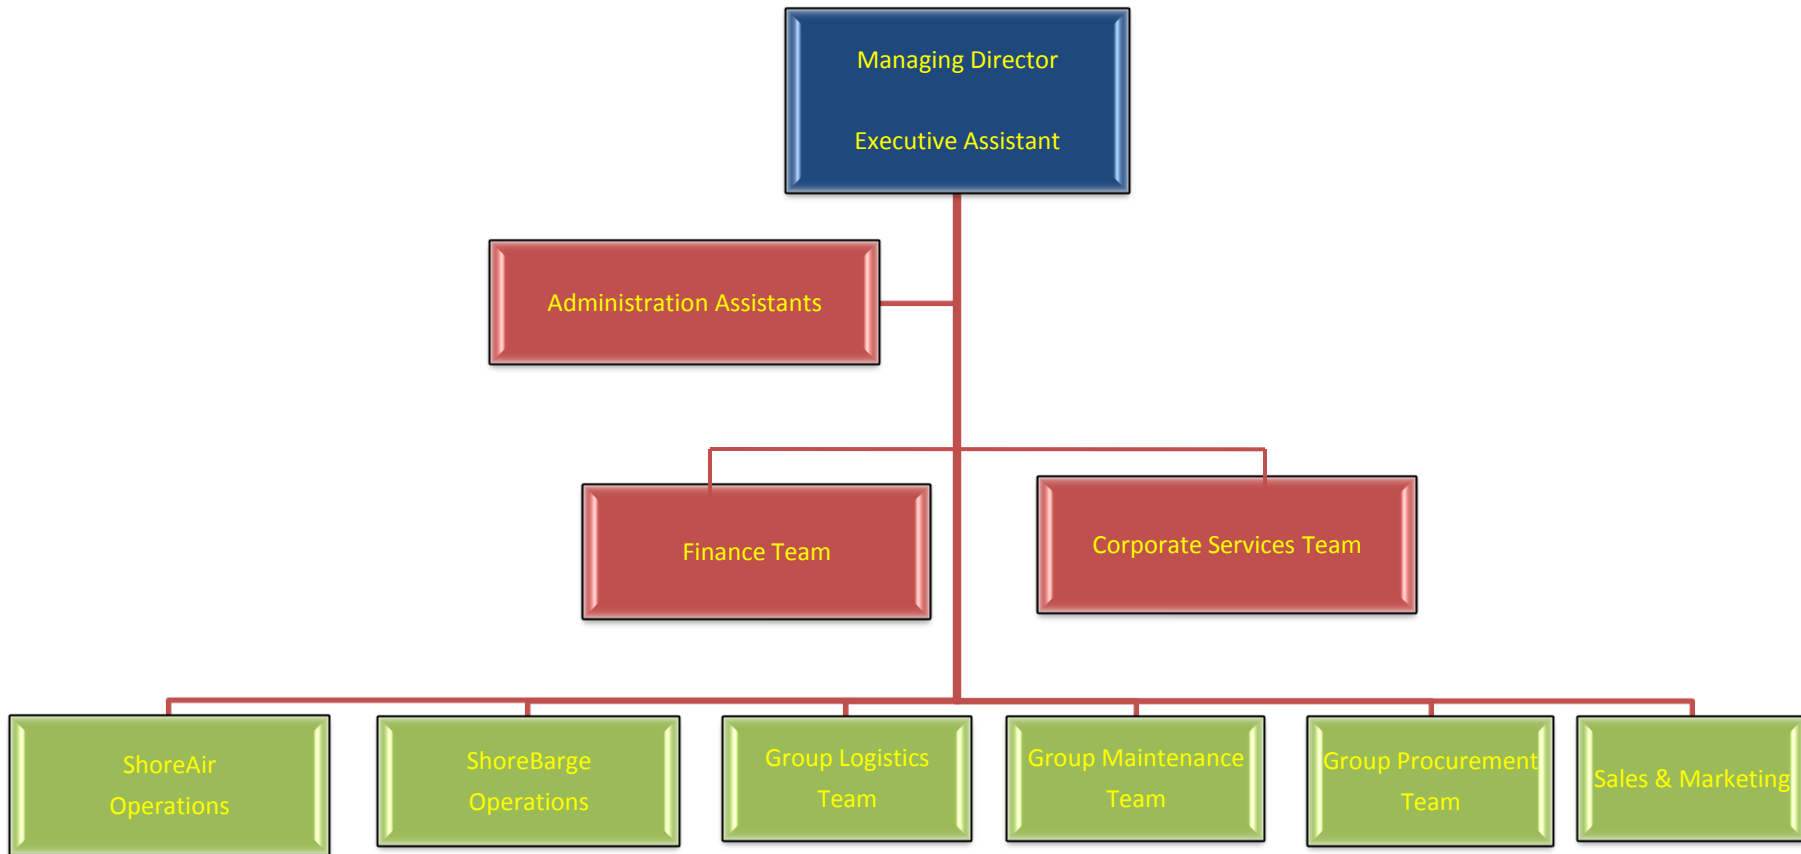 Managing Director
Executive Assistant
Administration Assistants
Finance Team
Corporate Services Team
ShoreAir
Operations
ShoreBarge
Operations
Group Logistics
Team
Group Maintenance
Team
Group Procurement
Team
Sales & Marketing